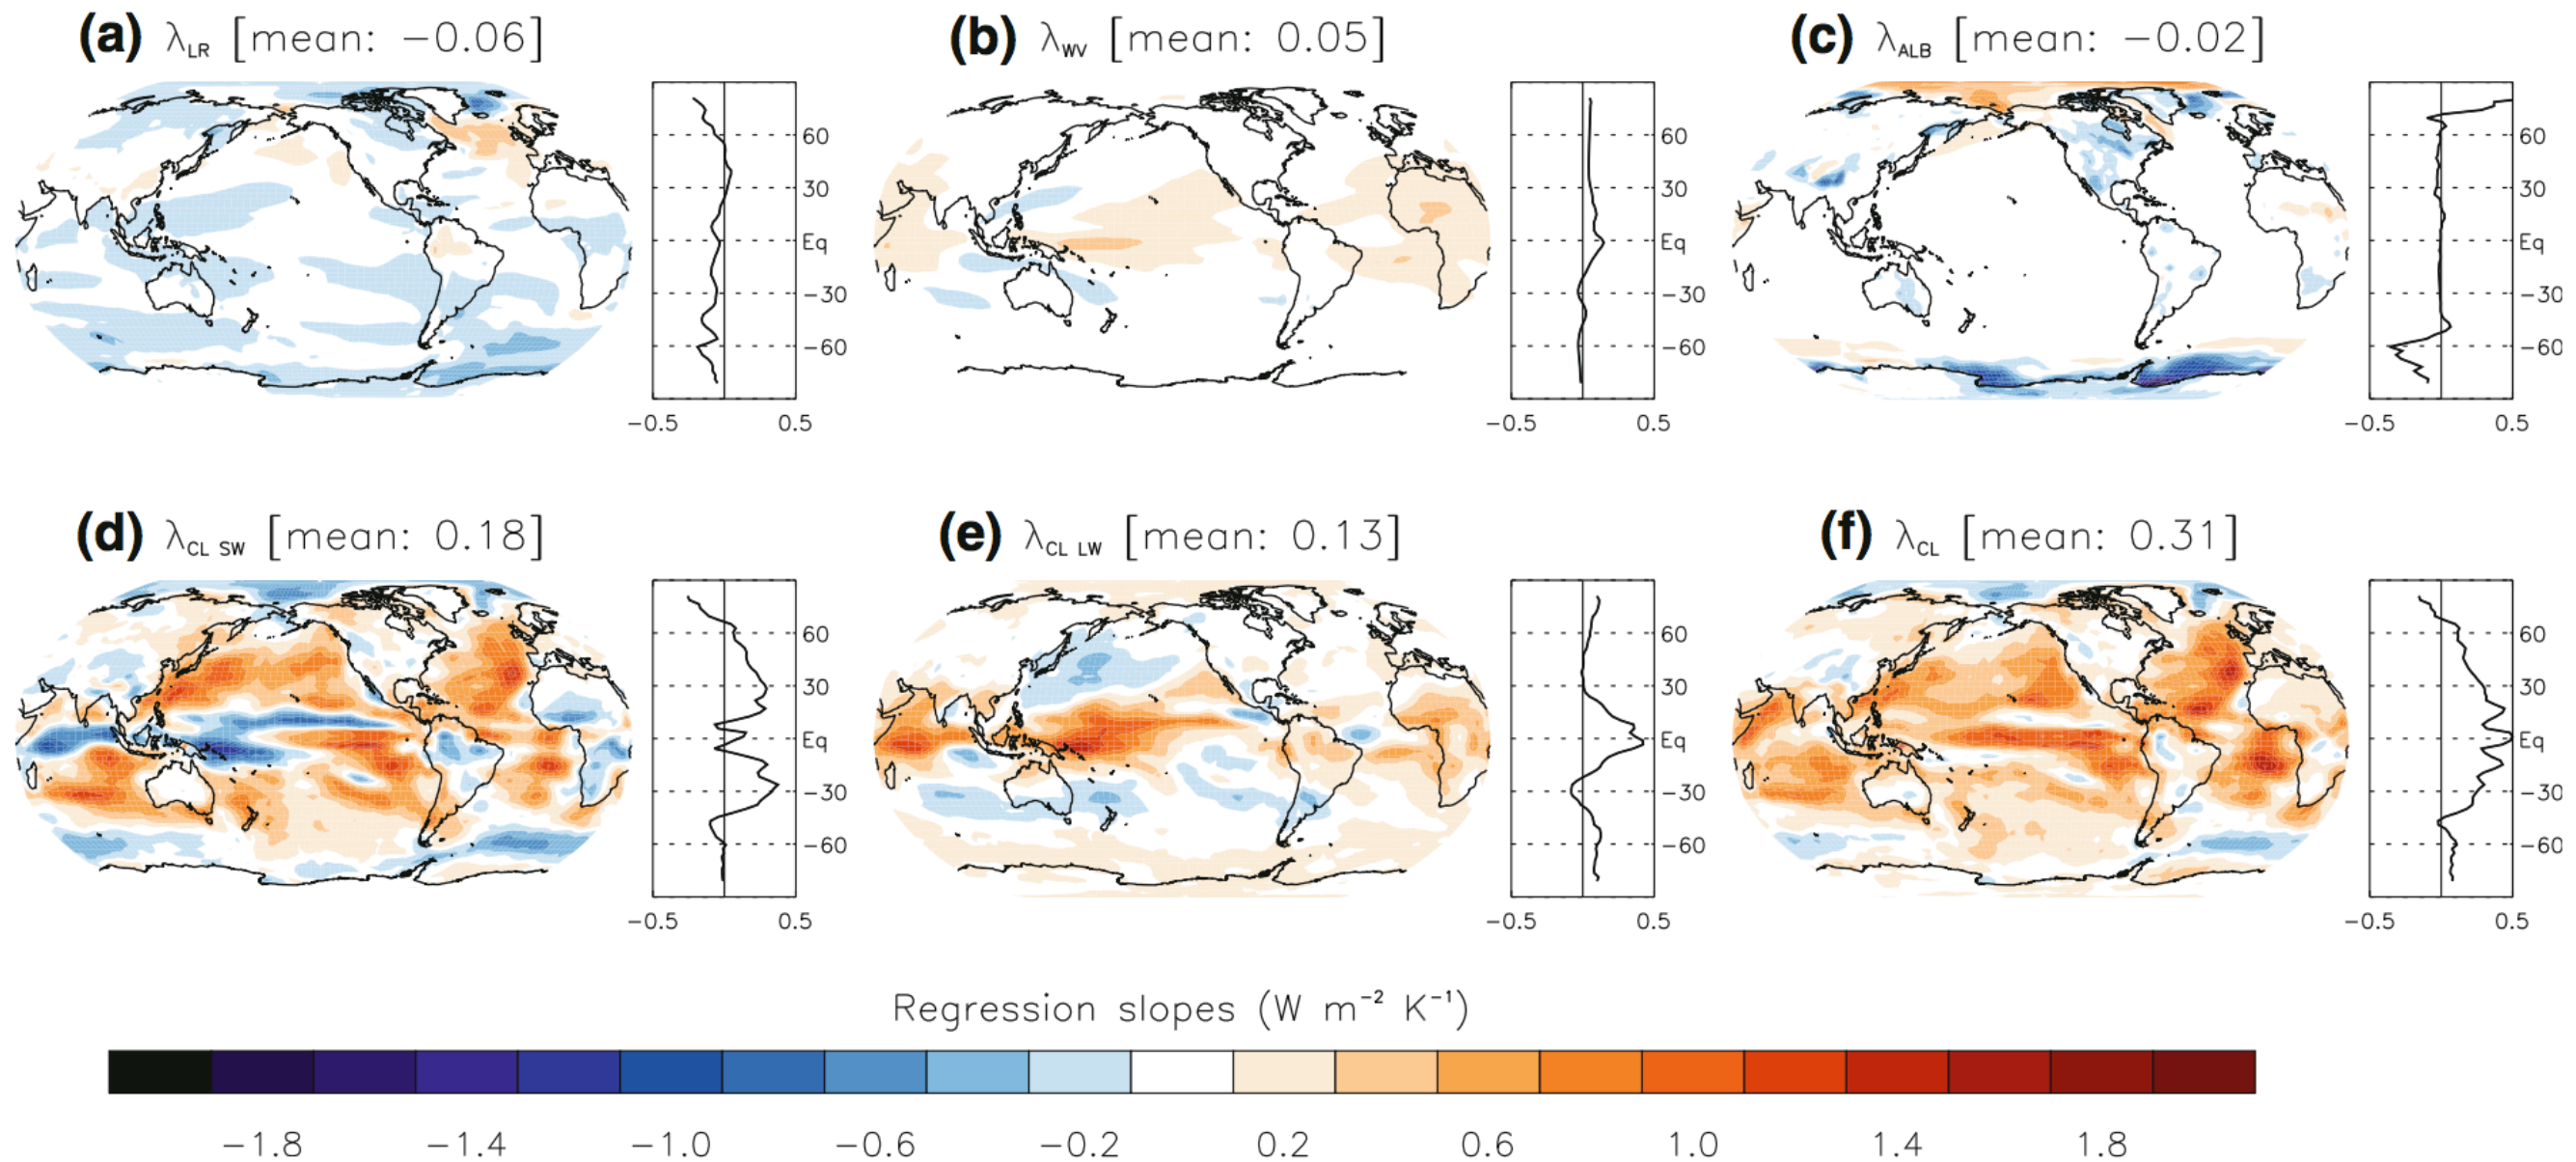 (a) λLR [mean: −0.06]
(b) λWV [mean: 0.05]
(c) λALB [mean: −0.02]
60
30
Eq
−30
−60
−0.5 0.5
60
30
Eq
−30
−60
−0.5 0.5
60
30
Eq
−30
−60
−0.5 0.5
(d) λCL SW [mean: 0.18]
(e) λCL LW [mean: 0.13]
(f) λCL [mean: 0.31]
60
30
Eq
−30
−60
−0.5 0.5
60
30
Eq
−30
−60
−0.5 0.5
60
30
Eq
−30
−60
−0.5 0.5
Regression slopes (W m⁻² K⁻¹)
−1.8 −1.4 −1.0 −0.6 −0.2 0.2 0.6 1.0 1.4 1.8